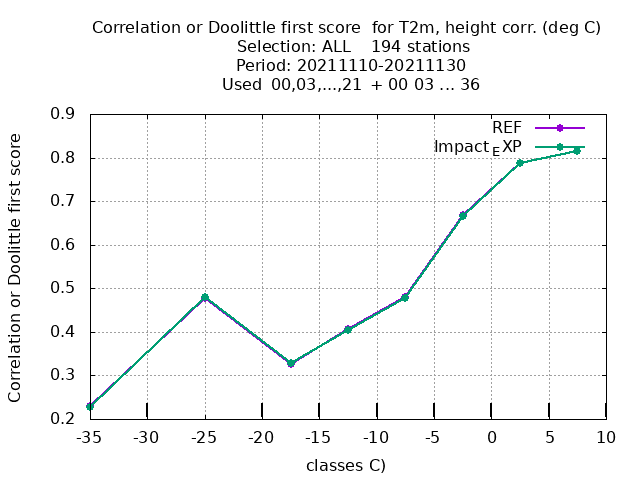 Correlation or Doolittle first score  for T2m, height corr. (deg C)
Selection: ALL    194 stations
Period: 20211110-20211130
Used  00,03,...,21  + 00 03 ... 36
REF
Impact_EXP
Correlation or Doolittle first score
0.9
0.8
0.7
0.6
0.5
0.4
0.3
0.2
-35 -30 -25 -20 -15 -10 -5 0 5 10
classes C)